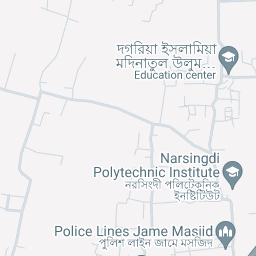 দগরিয়া ইসলামিয়া
মদিনাতুল উলুম...
Education center
Narsingdi
Polytechnic Institute
নরসিংদী পলিটেকনিক
ইনস্টিটিউট
Police Lines Jame Masjid
পুলিশ লাইন জামে মসজিদ